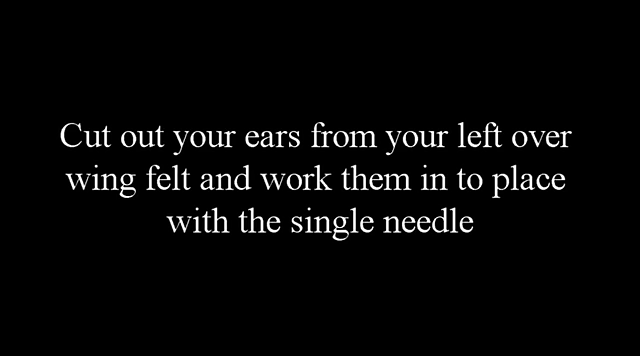 Cut out your ears from your left over
wing felt and work them in to place
with the single needle